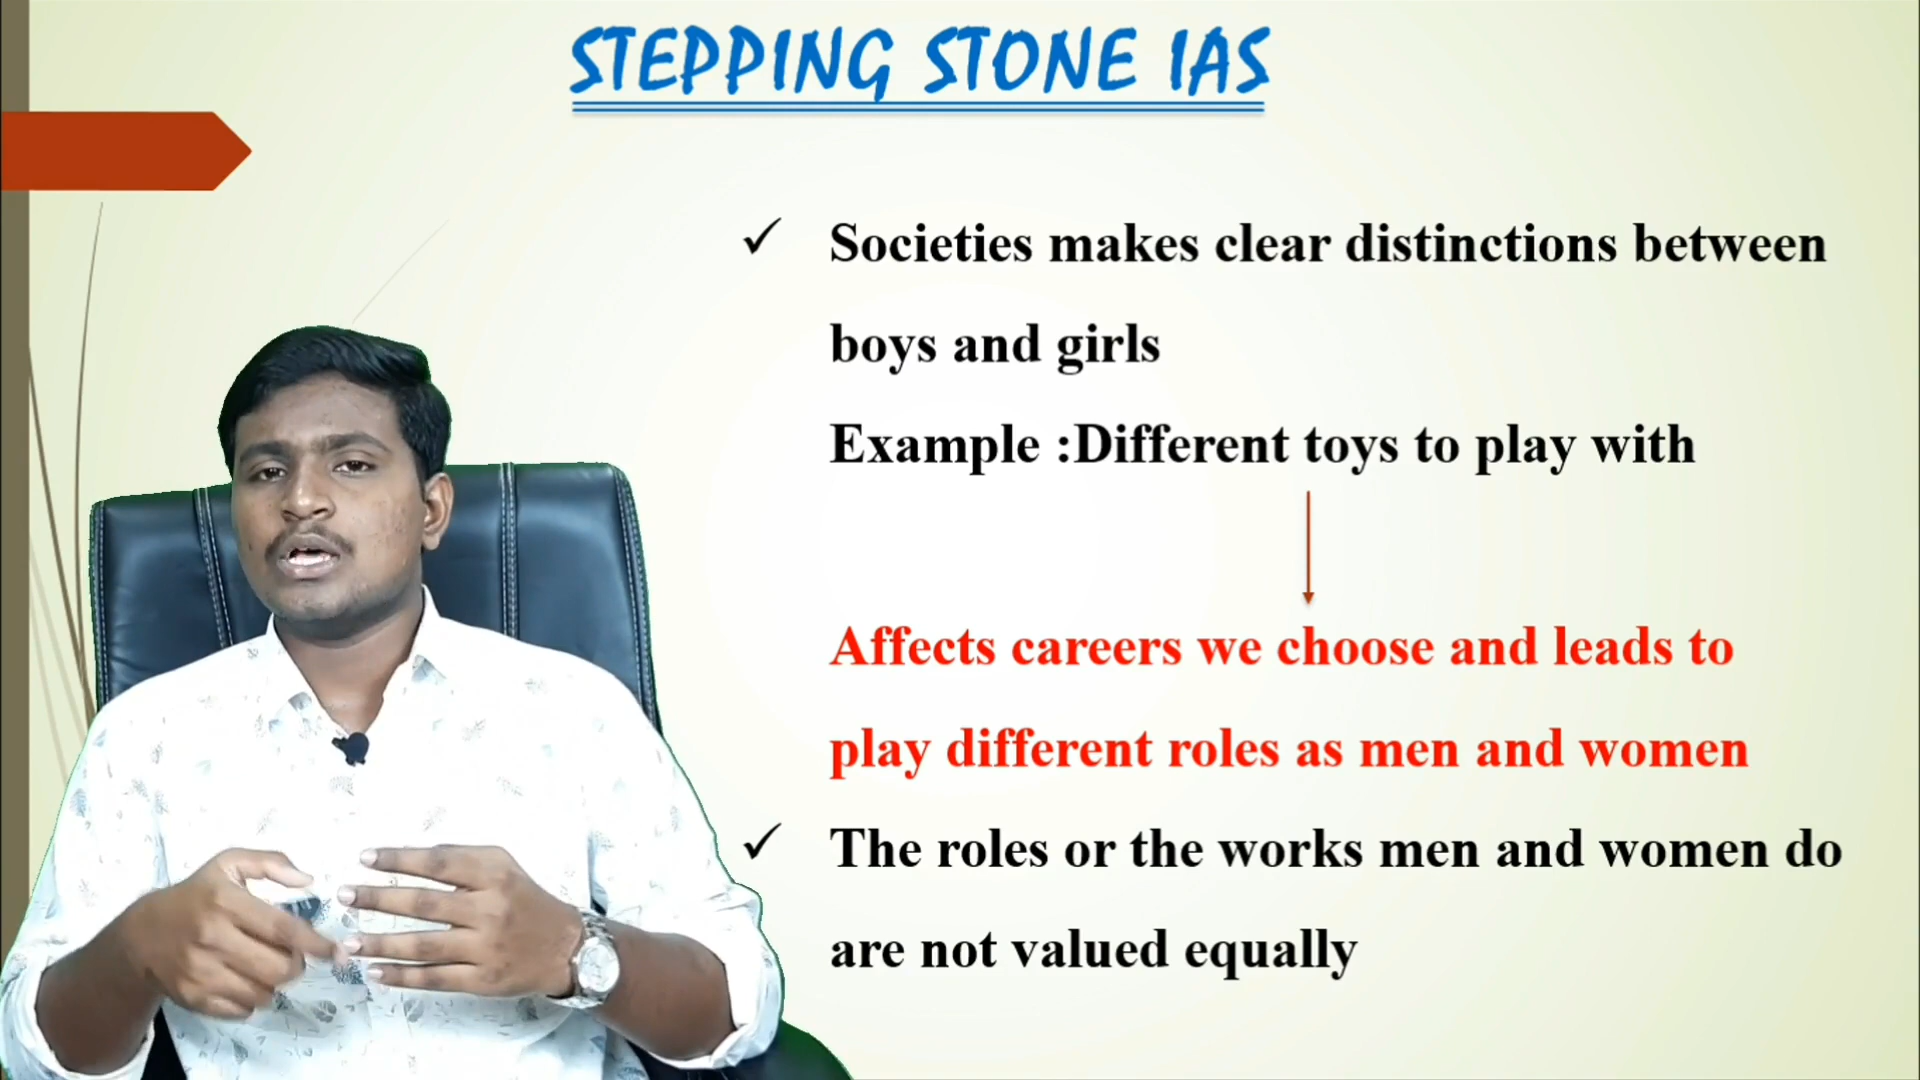 STEPPING STONE IAS
✓ Societies makes clear distinctions between
boys and girls
Example :Different toys to play with
Affects careers we choose and leads to
play different roles as men and women
✓ The roles or the works men and women do
are not valued equally